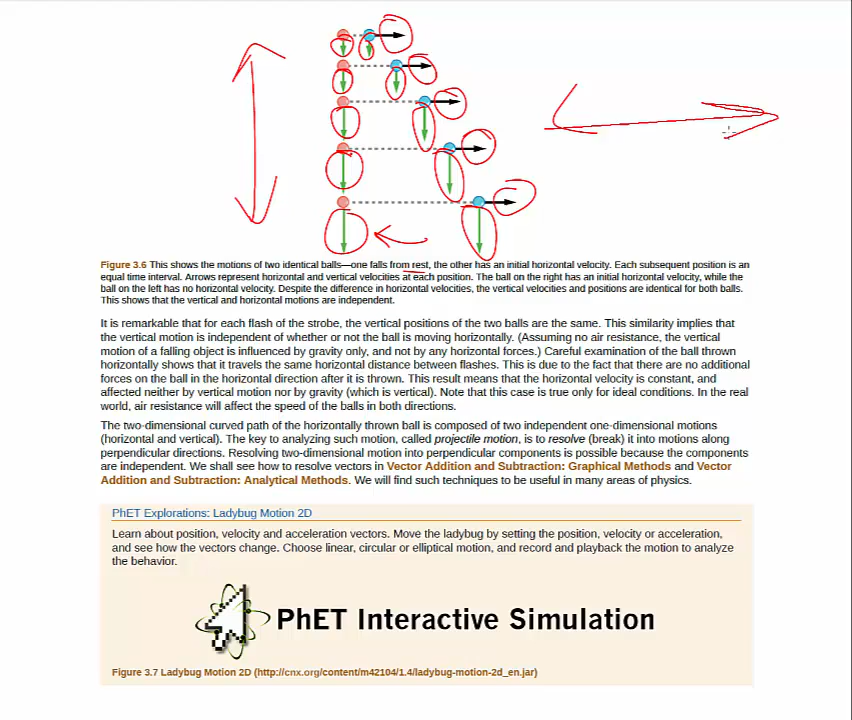 Figure 3.6 This shows the motions of two identical balls—one falls from rest, the other has an initial horizontal velocity. Each subsequent position is an
equal time interval. Arrows represent horizontal and vertical velocities at each position. The ball on the right has an initial horizontal velocity, while the
ball on the left has no horizontal velocity. Despite the difference in horizontal velocities, the vertical velocities and positions are identical for both balls.
This shows that the vertical and horizontal motions are independent.
It is remarkable that for each flash of the strobe, the vertical positions of the two balls are the same. This similarity implies that
the vertical motion is independent of whether or not the ball is moving horizontally. (Assuming no air resistance, the vertical
motion of a falling object is influenced by gravity only, and not by any horizontal forces.) Careful examination of the ball thrown
horizontally shows that it travels the same horizontal distance between flashes. This is due to the fact that there are no additional
forces on the ball in the horizontal direction after it is thrown. This result means that the horizontal velocity is constant, and
affected neither by vertical motion nor by gravity (which is vertical). Note that this case is true only for ideal conditions. In the real
world, air resistance will affect the speed of the balls in both directions.
The two-dimensional curved path of the horizontally thrown ball is composed of two independent one-dimensional motions
(horizontal and vertical). The key to analyzing such motion, called projectile motion, is to resolve (break) it into motions along
perpendicular directions. Resolving two-dimensional motion into perpendicular components is possible because the components
are independent. We shall see how to resolve vectors in Vector Addition and Subtraction: Graphical Methods and Vector
Addition and Subtraction: Analytical Methods. We will find such techniques to be useful in many areas of physics.
PhET Explorations: Ladybug Motion 2D
Learn about position, velocity and acceleration vectors. Move the ladybug by setting the position, velocity or acceleration,
and see how the vectors change. Choose linear, circular or elliptical motion, and record and playback the motion to analyze
the behavior.
PhET Interactive Simulation
Figure 3.7 Ladybug Motion 2D (http://cnx.org/content/m42104/1.4/ladybug-motion-2d_en.jar)